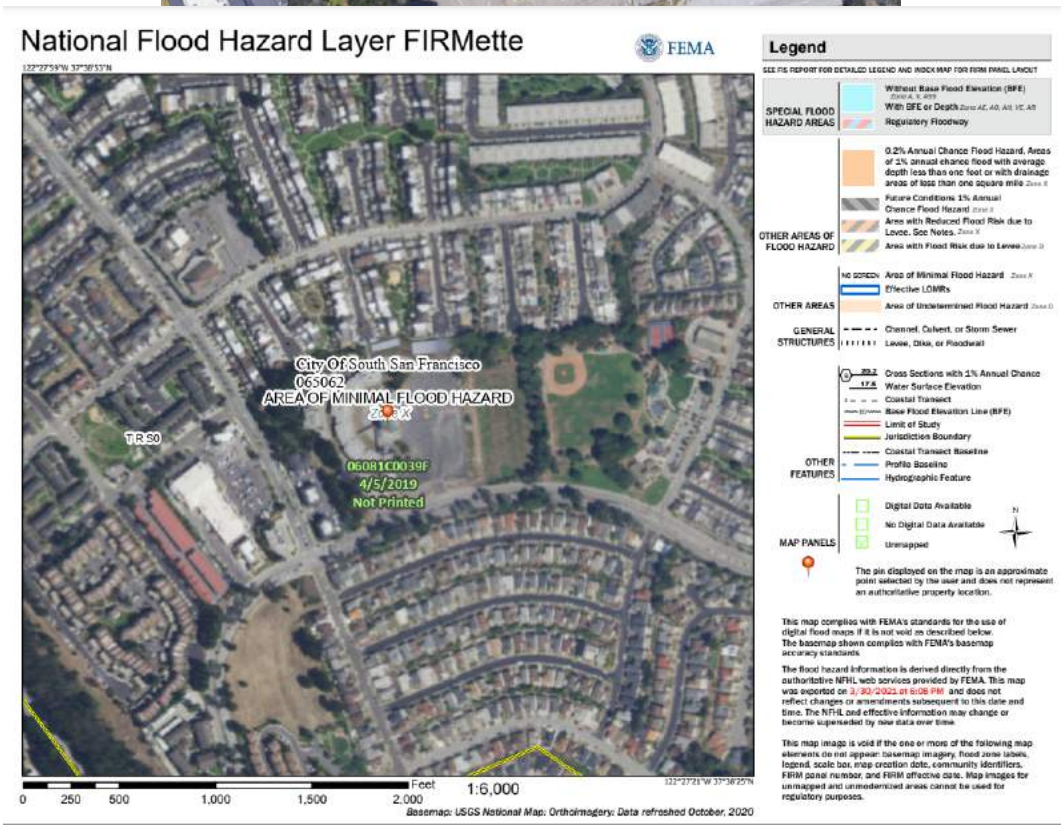 National Flood Hazard Layer FIRMette
FEMA
122°27'59"W 37°38'53"N
City Of South San Francisco
065062
AREA OF MINIMAL FLOOD HAZARD
Zone X
T R S0
06081C0039F
4/5/2019
Not Printed
Feet
0 250 500 1,000 1,500 2,000
1:6,000
122°27'21"W 37°38'25"N
Basemap: USGS National Map: Orthoimagery: Data refreshed October, 2020
Legend
SEE FIS REPORT FOR DETAILED LEGEND AND INDEX MAP FOR FIRM PANEL LAYOUT
SPECIAL FLOOD
HAZARD AREAS
Without Base Flood Elevation (BFE)
Zone A, V, A99
With BFE or Depth Zone AE, AO, AH, VE, AR
Regulatory Floodway
OTHER AREAS OF
FLOOD HAZARD
0.2% Annual Chance Flood Hazard, Areas
of 1% annual chance flood with average
depth less than one foot or with drainage
areas of less than one square mile Zone X
Future Conditions 1% Annual
Chance Flood Hazard Zone X
Area with Reduced Flood Risk due to
Levee. See Notes. Zone X
Area with Flood Risk due to Levee Zone D
OTHER AREAS
NO SCREEN Area of Minimal Flood Hazard Zone X
Effective LOMRs
Area of Undetermined Flood Hazard Zone D
GENERAL
STRUCTURES
Channel, Culvert, or Storm Sewer
Levee, Dike, or Floodwall
OTHER
FEATURES
20.2 Cross Sections with 1% Annual Chance
17.5 Water Surface Elevation
Coastal Transect
Base Flood Elevation Line (BFE)
Limit of Study
Jurisdiction Boundary
Coastal Transect Baseline
Profile Baseline
Hydrographic Feature
MAP PANELS
Digital Data Available
No Digital Data Available
Unmapped
N
The pin displayed on the map is an approximate
point selected by the user and does not represent
an authoritative property location.
This map complies with FEMA's standards for the use of
digital flood maps if it is not void as described below.
The basemap shown complies with FEMA's basemap
accuracy standards
The flood hazard information is derived directly from the
authoritative NFHL web services provided by FEMA. This map
was exported on 3/30/2021 at 6:08 PM and does not
reflect changes or amendments subsequent to this date and
time. The NFHL and effective information may change or
become superseded by new data over time.
This map image is void if the one or more of the following map
elements do not appear: basemap imagery, flood zone labels,
legend, scale bar, map creation date, community identifiers,
FIRM panel number, and FIRM effective date. Map images for
unmapped and unmodernized areas cannot be used for
regulatory purposes.